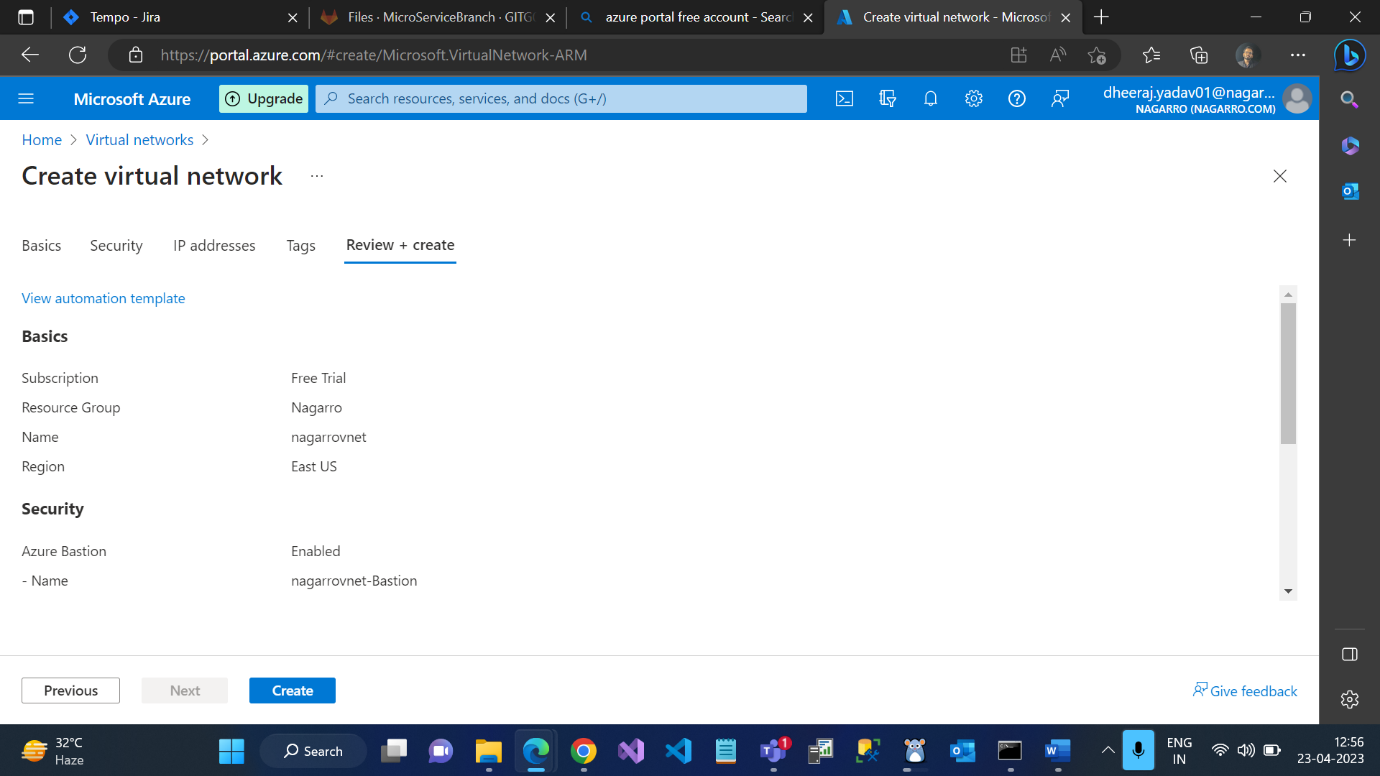 Tempo - Jira
Files · MicroServiceBranch · GITG
azure portal free account - Searc
Create virtual network - Microsof
https://portal.azure.com/#create/Microsoft.VirtualNetwork-ARM
Microsoft Azure
Upgrade
Search resources, services, and docs (G+/)
dheeraj.yadav01@nagar...
NAGARRO (NAGARRO.COM)
Home > Virtual networks >
Create virtual network ...
Basics Security IP addresses Tags Review + create
View automation template
Basics
Subscription Free Trial
Resource Group Nagarro
Name nagarrovnet
Region East US
Security
Azure Bastion Enabled
- Name nagarrovnet-Bastion
Previous Next Create
Give feedback
32°C
Haze
Search
1
ENG
IN
12:56
23-04-2023